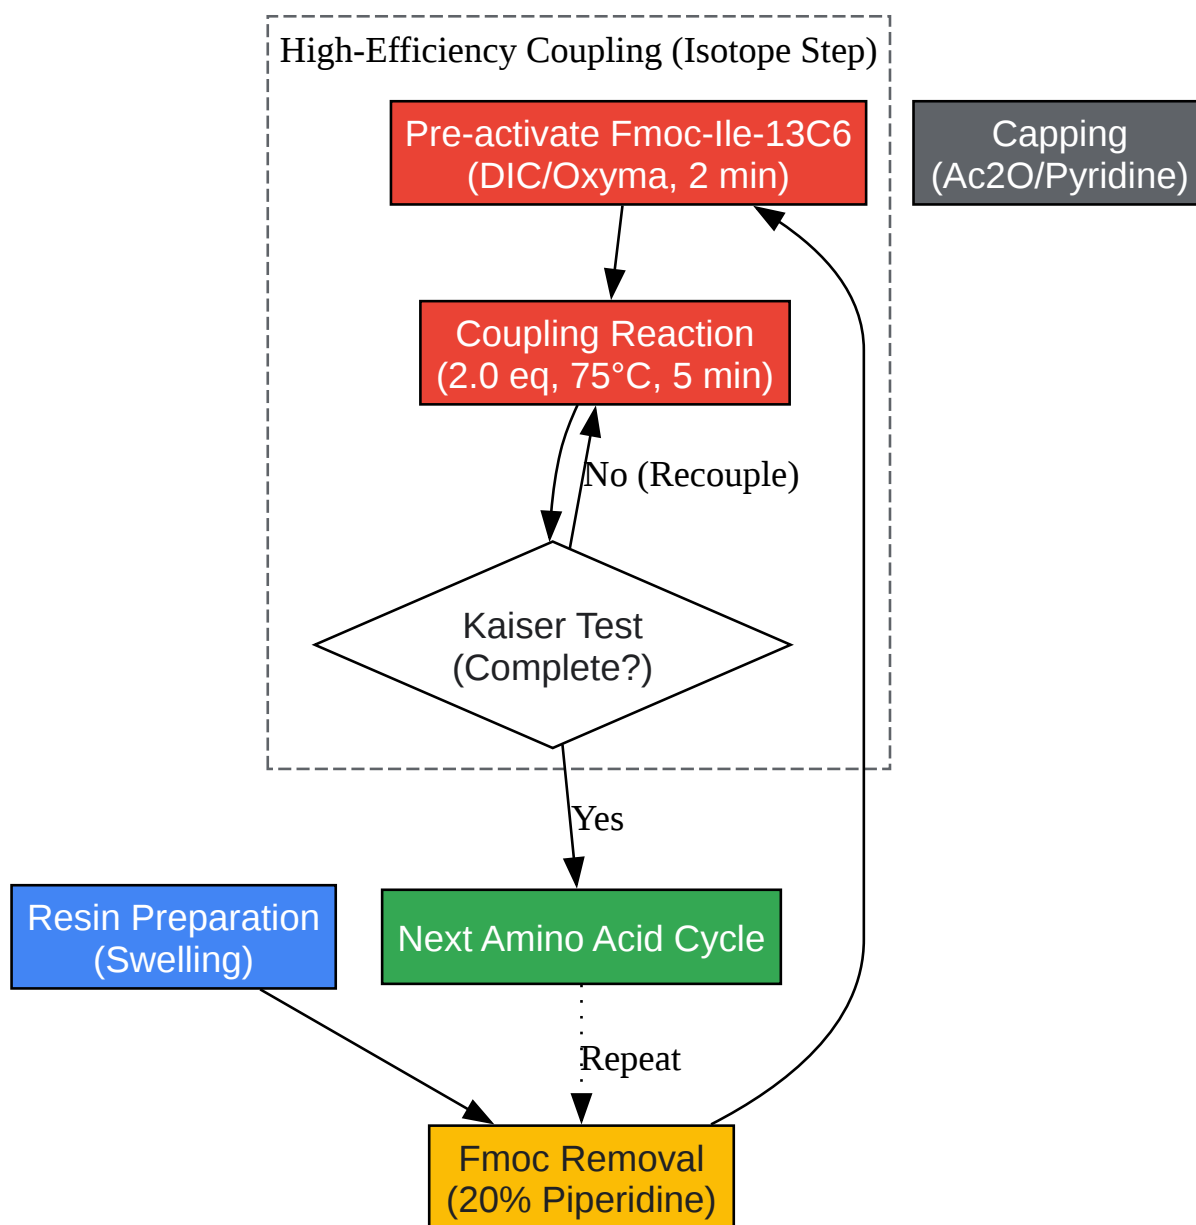 High-Efficiency Coupling (Isotope Step)
Pre-activate Fmoc-Ile-13C6
(DIC/Oxyma, 2 min)
Capping
(Ac2O/Pyridine)
Coupling Reaction
(2.0 eq, 75°C, 5 min)
No (Recouple)
Kaiser Test
(Complete?)
Yes
Resin Preparation
(Swelling)
Next Amino Acid Cycle
Repeat
Fmoc Removal
(20% Piperidine)